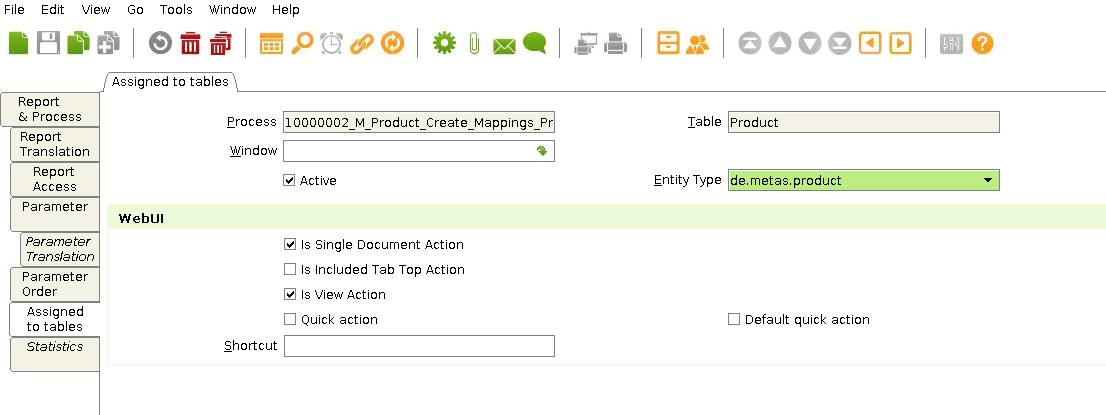 File Edit View Go Tools Window Help
Assigned to tables
Report
& Process
Report
Translation
Report
Access
Parameter
Parameter
Translation
Parameter
Order
Assigned
to tables
Statistics
Process 10000002_M_Product_Create_Mappings_Pr Table Product
Window
Active Entity Type de.metas.product
WebUI
Is Single Document Action
Is Included Tab Top Action
Is View Action
Quick action Default quick action
Shortcut